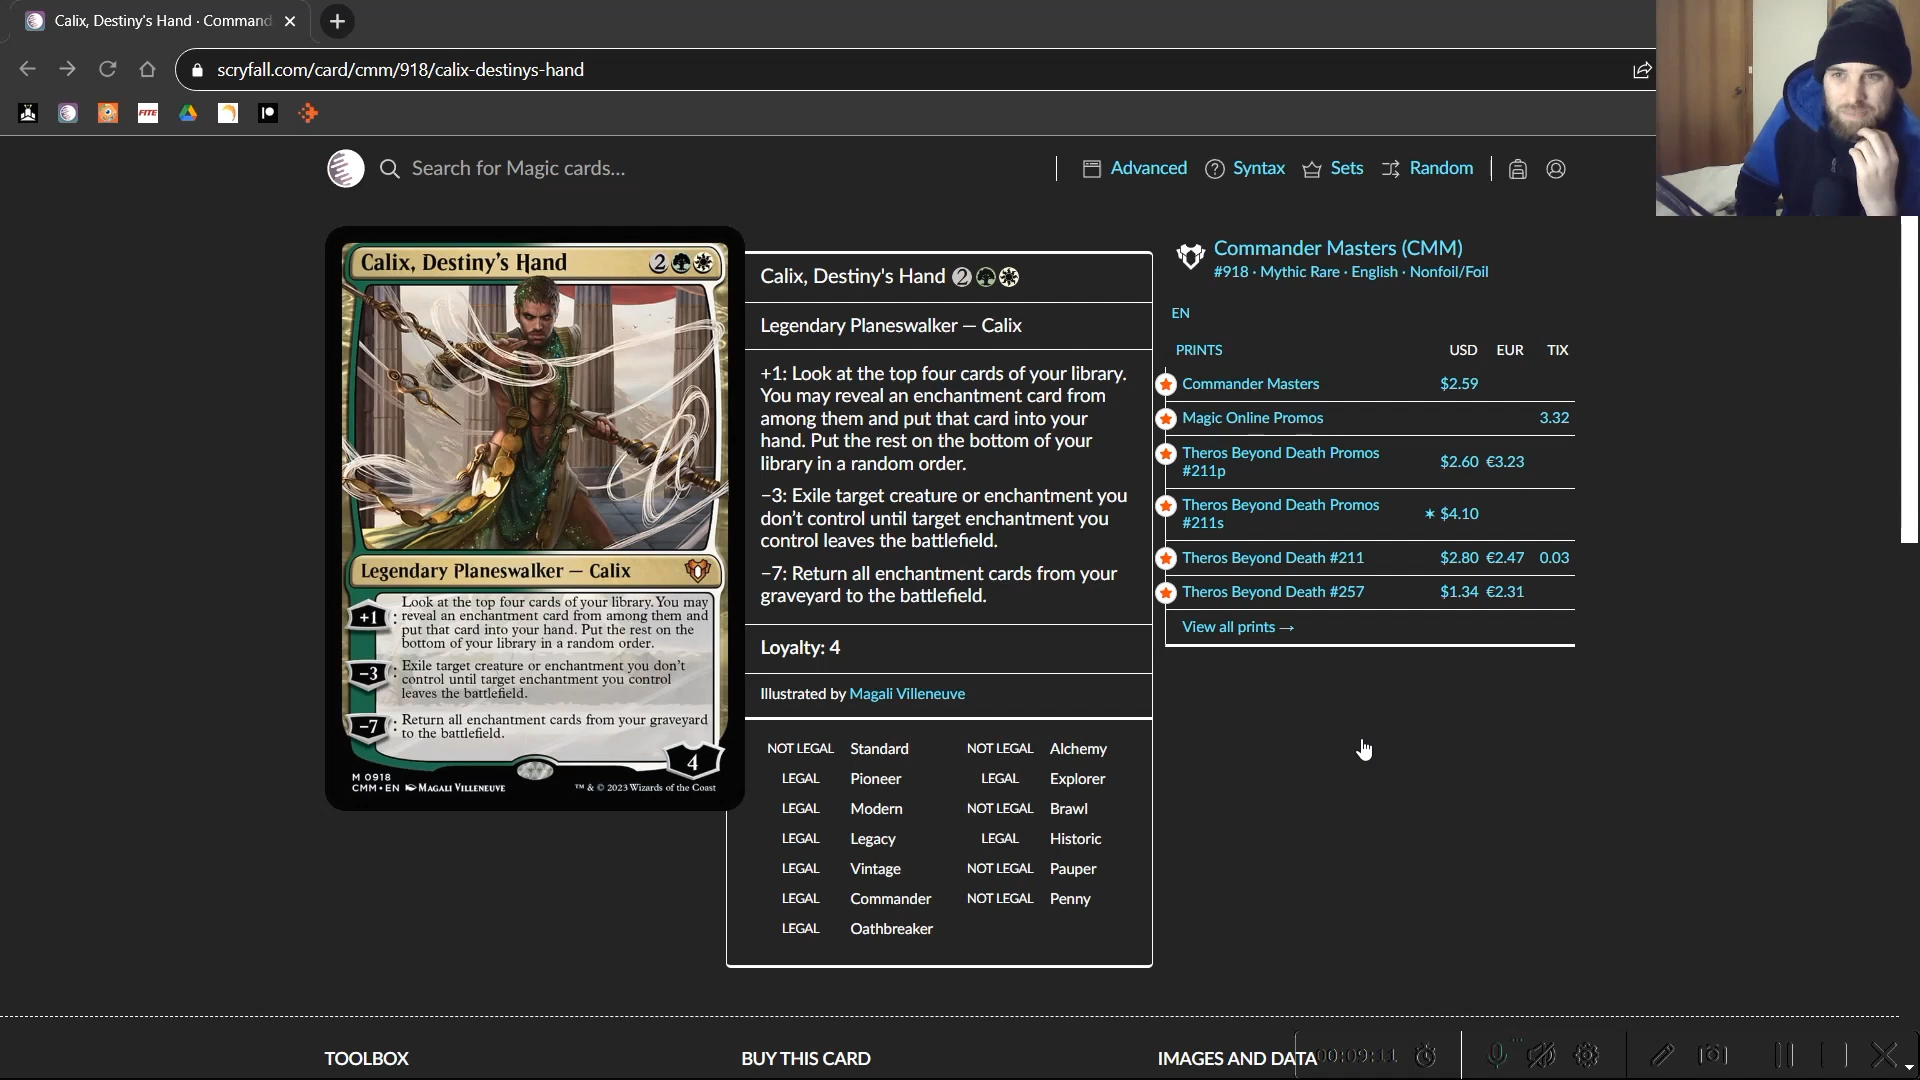 Calix, Destiny's Hand · Command
scryfall.com/card/cmm/918/calix-destinys-hand
FITE
Search for Magic cards...
Advanced
Syntax
Sets
Random
Calix, Destiny's Hand 2
Legendary Planeswalker — Calix
+1: Look at the top four cards of your library. You may
reveal an enchantment card from among them and
put that card into your hand. Put the rest on the
bottom of your library in a random order.
−3: Exile target creature or enchantment you don't
control until target enchantment you control
leaves the battlefield.
−7: Return all enchantment cards from your graveyard
to the battlefield.
4
M 0918
CMM • EN MAGALI VILLENEUVE
™ & © 2023 Wizards of the Coast
Calix, Destiny's Hand 2
Legendary Planeswalker — Calix
+1: Look at the top four cards of your library.
You may reveal an enchantment card from
among them and put that card into your
hand. Put the rest on the bottom of your
library in a random order.
−3: Exile target creature or enchantment you
don't control until target enchantment you
control leaves the battlefield.
−7: Return all enchantment cards from your
graveyard to the battlefield.
Loyalty: 4
Illustrated by Magali Villeneuve
NOT LEGAL Standard NOT LEGAL Alchemy
LEGAL Pioneer LEGAL Explorer
LEGAL Modern NOT LEGAL Brawl
LEGAL Legacy LEGAL Historic
LEGAL Vintage NOT LEGAL Pauper
LEGAL Commander NOT LEGAL Penny
LEGAL Oathbreaker
Commander Masters (CMM)
#918 · Mythic Rare · English · Nonfoil/Foil
EN
PRINTS USD EUR TIX
Commander Masters $2.59
Magic Online Promos 3.32
Theros Beyond Death Promos
#211p $2.60 €3.23
Theros Beyond Death Promos
#211s ✶ $4.10
Theros Beyond Death #211 $2.80 €2.47 0.03
Theros Beyond Death #257 $1.34 €2.31
View all prints →
TOOLBOX
BUY THIS CARD
IMAGES AND DATA
00:09:11